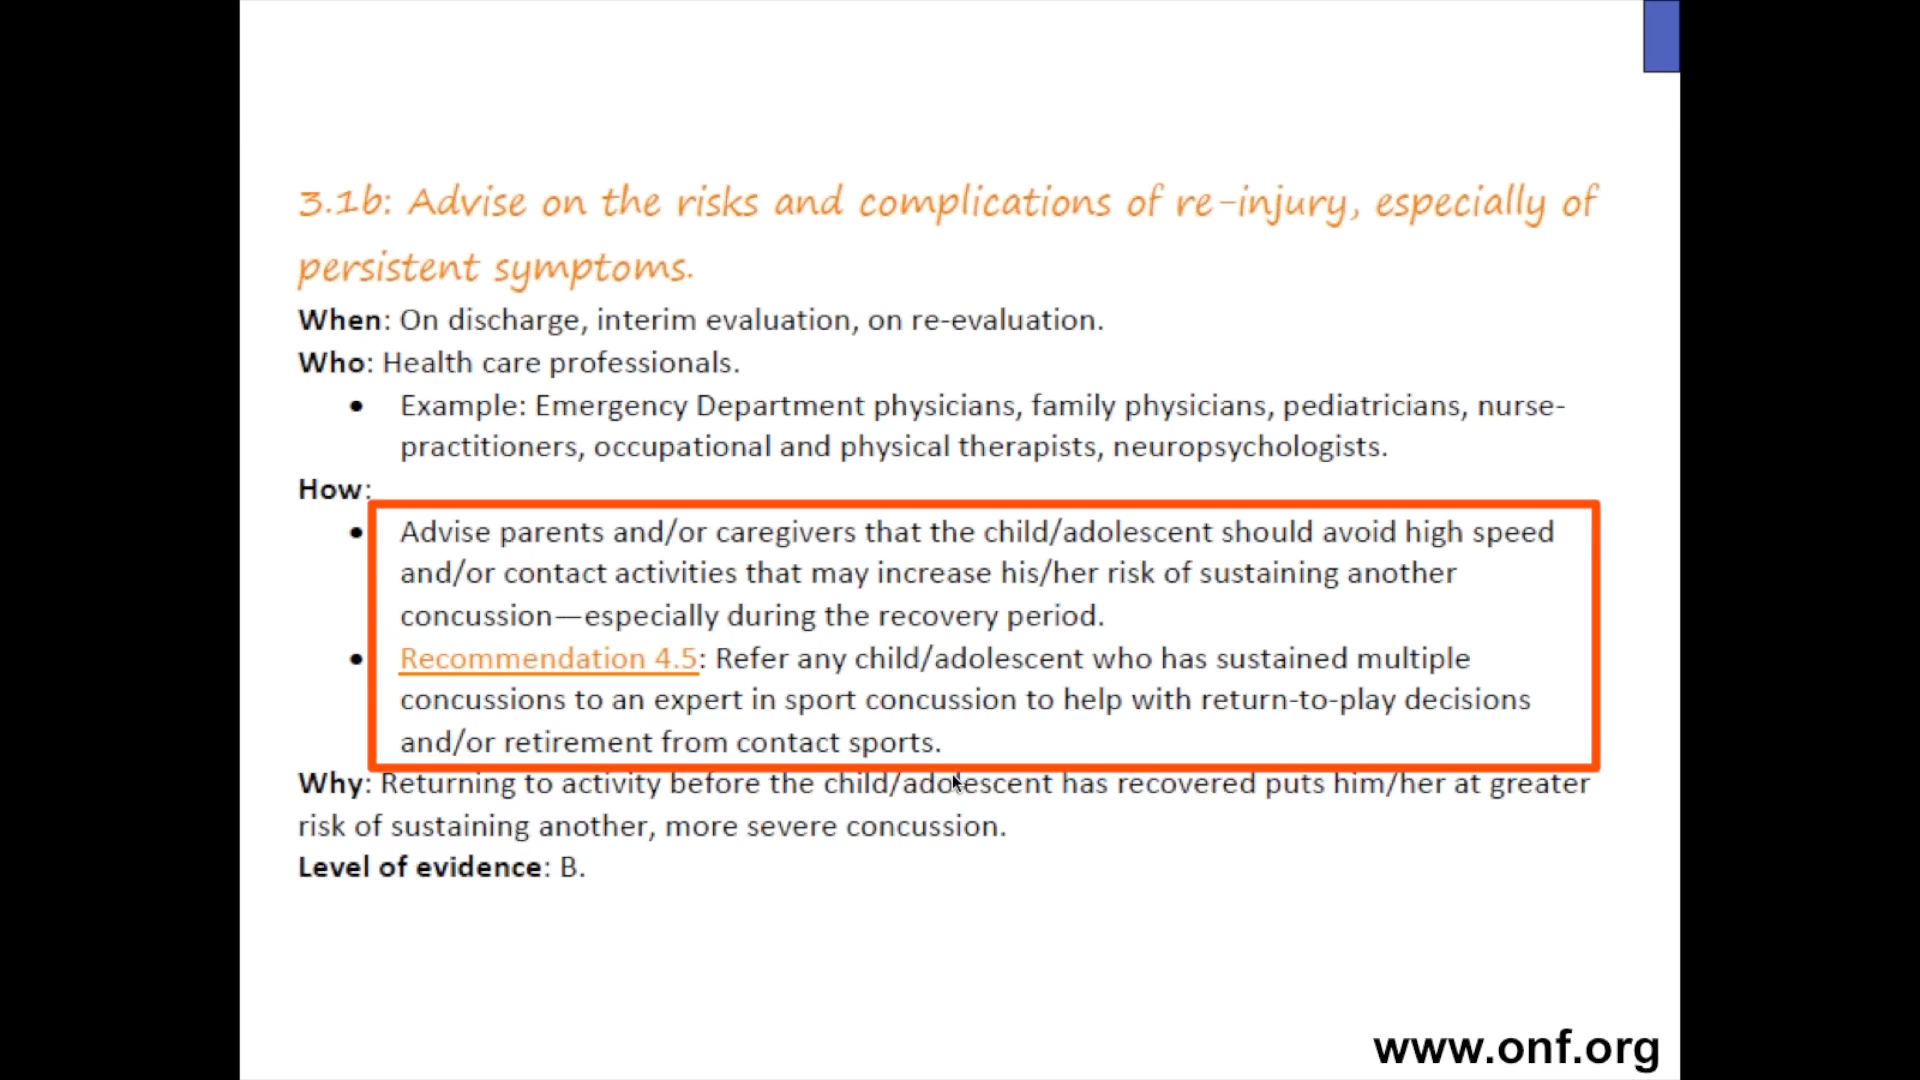 3.1b: Advise on the risks and complications of re-injury, especially of
persistent symptoms.
When: On discharge, interim evaluation, on re-evaluation.
Who: Health care professionals.
• Example: Emergency Department physicians, family physicians, pediatricians, nurse-
practitioners, occupational and physical therapists, neuropsychologists.
How:
• Advise parents and/or caregivers that the child/adolescent should avoid high speed
and/or contact activities that may increase his/her risk of sustaining another
concussion—especially during the recovery period.
• Recommendation 4.5: Refer any child/adolescent who has sustained multiple
concussions to an expert in sport concussion to help with return-to-play decisions
and/or retirement from contact sports.
Why: Returning to activity before the child/adolescent has recovered puts him/her at greater
risk of sustaining another, more severe concussion.
Level of evidence: B.
www.onf.org